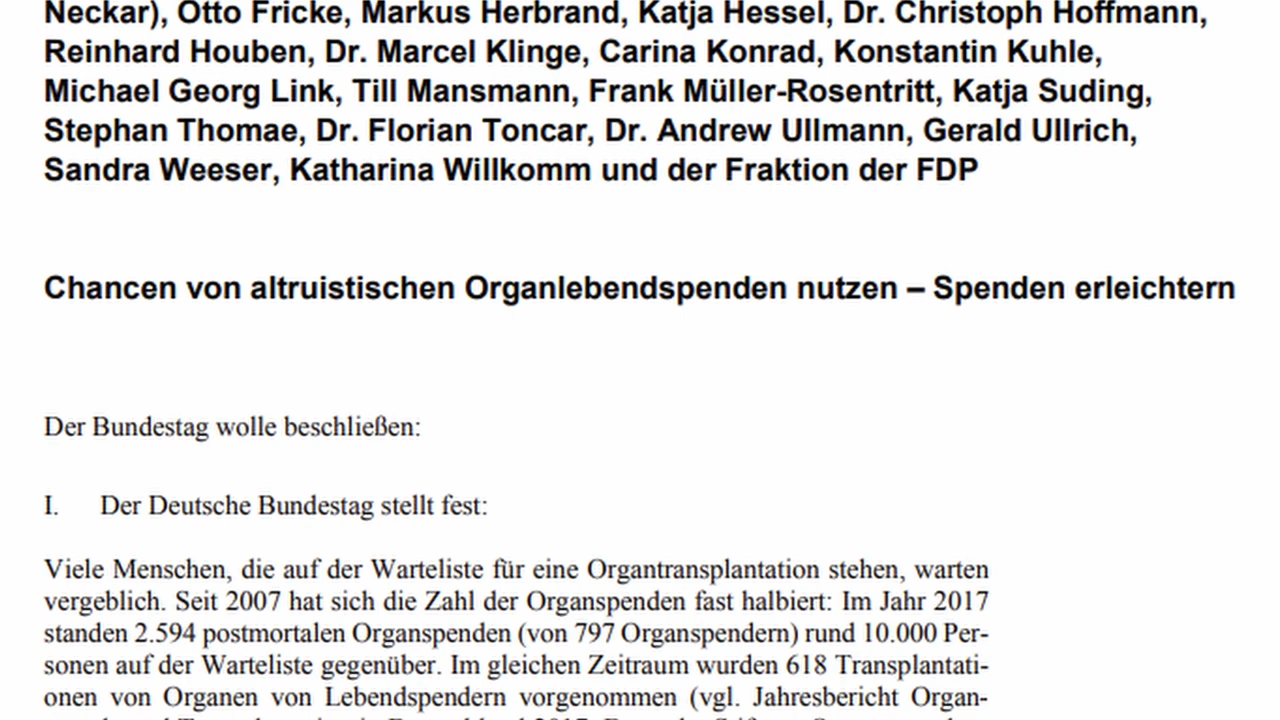 Neckar), Otto Fricke, Markus Herbrand, Katja Hessel, Dr. Christoph Hoffmann,
Reinhard Houben, Dr. Marcel Klinge, Carina Konrad, Konstantin Kuhle,
Michael Georg Link, Till Mansmann, Frank Müller-Rosentritt, Katja Suding,
Stephan Thomae, Dr. Florian Toncar, Dr. Andrew Ullmann, Gerald Ullrich,
Sandra Weeser, Katharina Willkomm und der Fraktion der FDP
Chancen von altruistischen Organlebendspenden nutzen – Spenden erleichtern
Der Bundestag wolle beschließen:
I. Der Deutsche Bundestag stellt fest:
Viele Menschen, die auf der Warteliste für eine Organtransplantation stehen, warten
vergeblich. Seit 2007 hat sich die Zahl der Organspenden fast halbiert: Im Jahr 2017
standen 2.594 postmortalen Organspenden (von 797 Organspendern) rund 10.000 Per-
sonen auf der Warteliste gegenüber. Im gleichen Zeitraum wurden 618 Transplantati-
onen von Organen von Lebendspendern vorgenommen (vgl. Jahresbericht Organ-